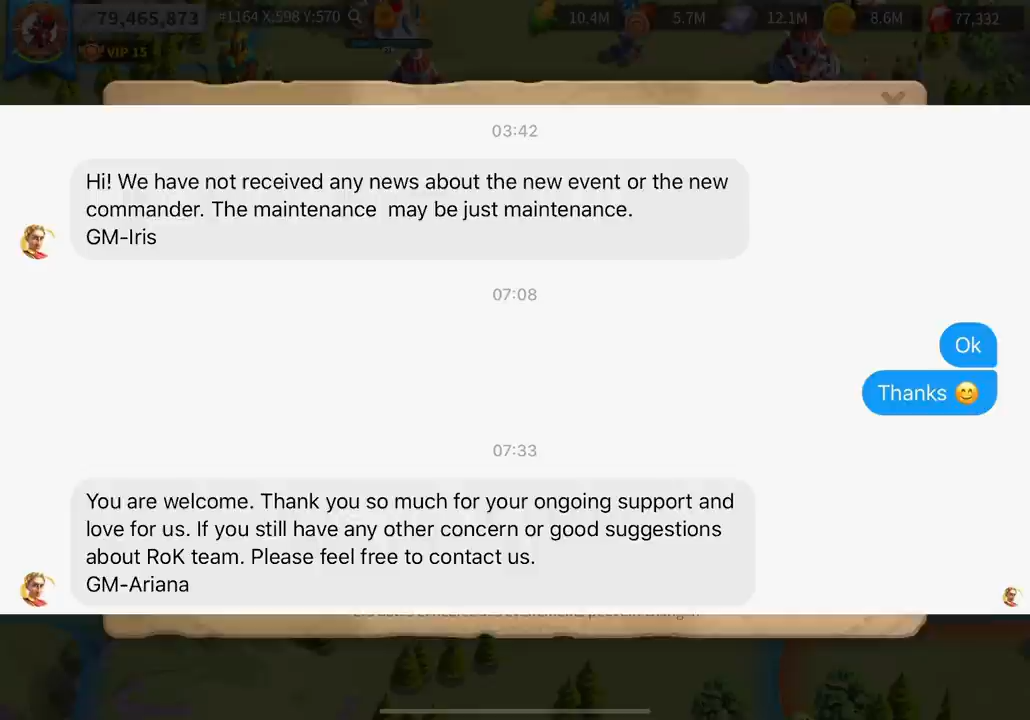 79,465,873
#1164 X:598 Y:570
10.4M
5.7M
12.1M
8.6M
77,332
VIP 15
03:42
Hi! We have not received any news about the new event or the new
commander. The maintenance  may be just maintenance.
GM-Iris
07:08
Ok
Thanks 😊
07:33
You are welcome. Thank you so much for your ongoing support and
love for us. If you still have any other concern or good suggestions
about RoK team. Please feel free to contact us.
GM-Ariana